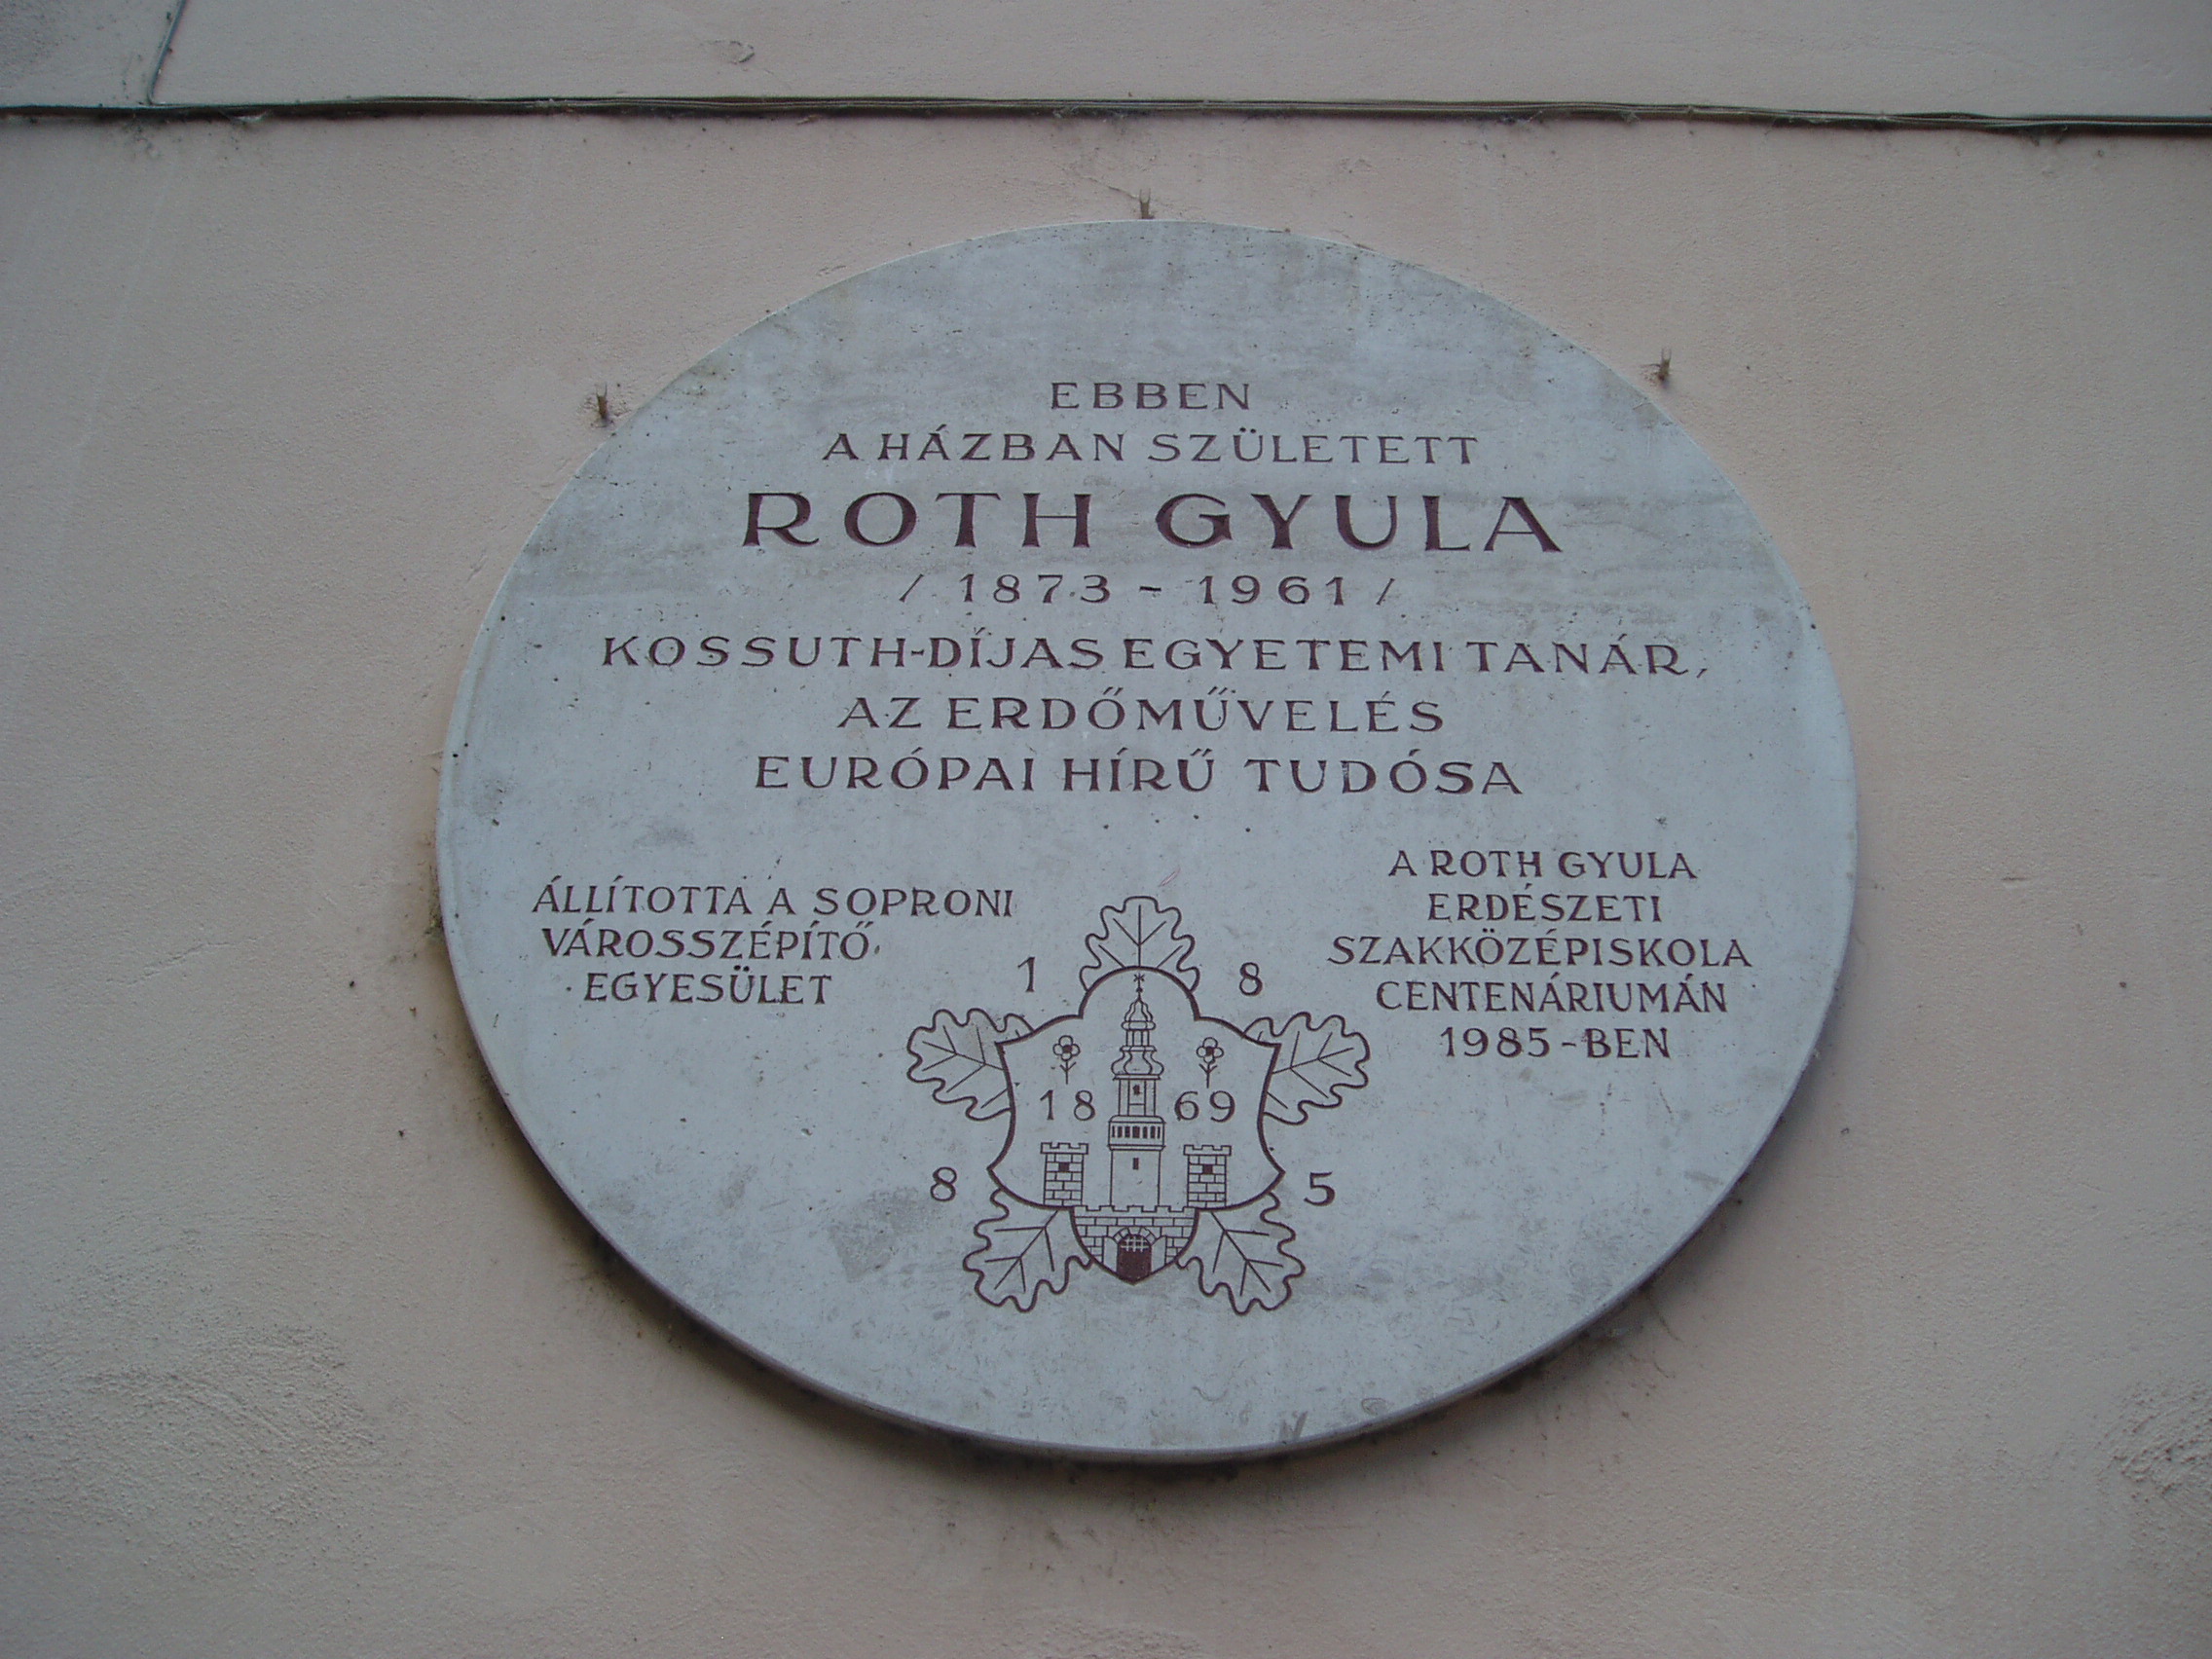 EBBEN
A HÁZBAN SZÜLETETT
ROTH GYULA
/ 1873 - 1961 /
KOSSUTH-DÍJAS EGYETEMI TANÁR,
AZ ERDŐMŰVELÉS
EURÓPAI HÍRŰ TUDÓSA
ÁLLÍTOTTA A SOPRONI
VÁROSSZÉPÍTŐ
EGYESÜLET
A ROTH GYULA
ERDÉSZETI
SZAKKÖZÉPISKOLA
CENTENÁRIUMÁN
1985-BEN
1 8
18 69
8 5